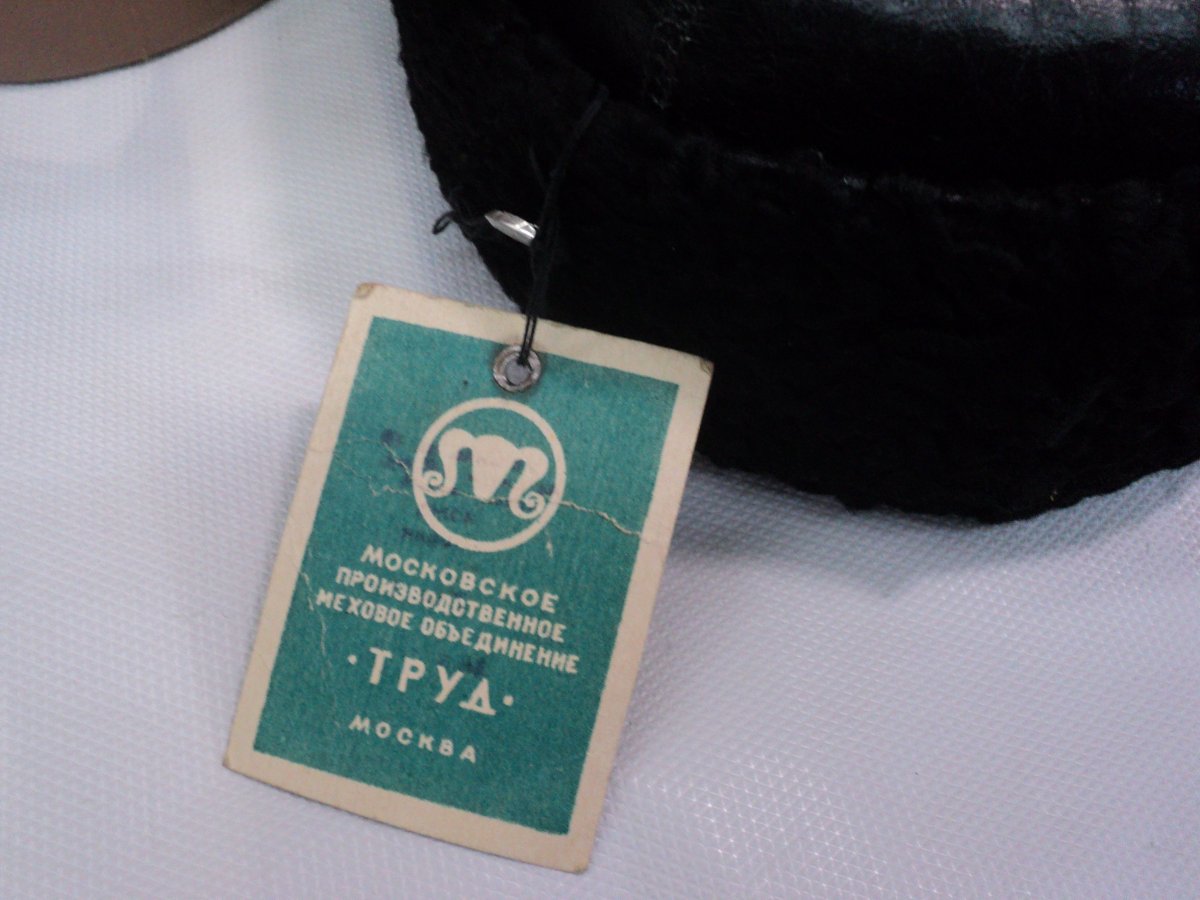 Московское
производственное
меховое объединение
·ТРУД·
Москва